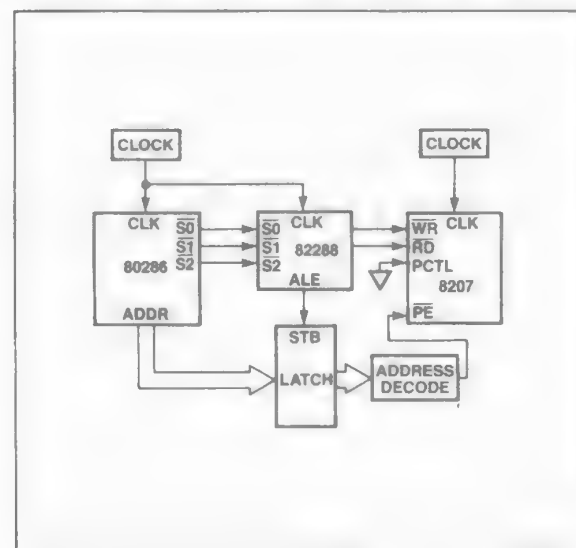 CLOCK
CLOCK
CLK
S0
S1
S2
80286
ADDR
CLK
S0
S1
S2
82288
ALE
CLK
WR
RD
PCTL
8207
PE
STB
LATCH
ADDRESS
DECODE